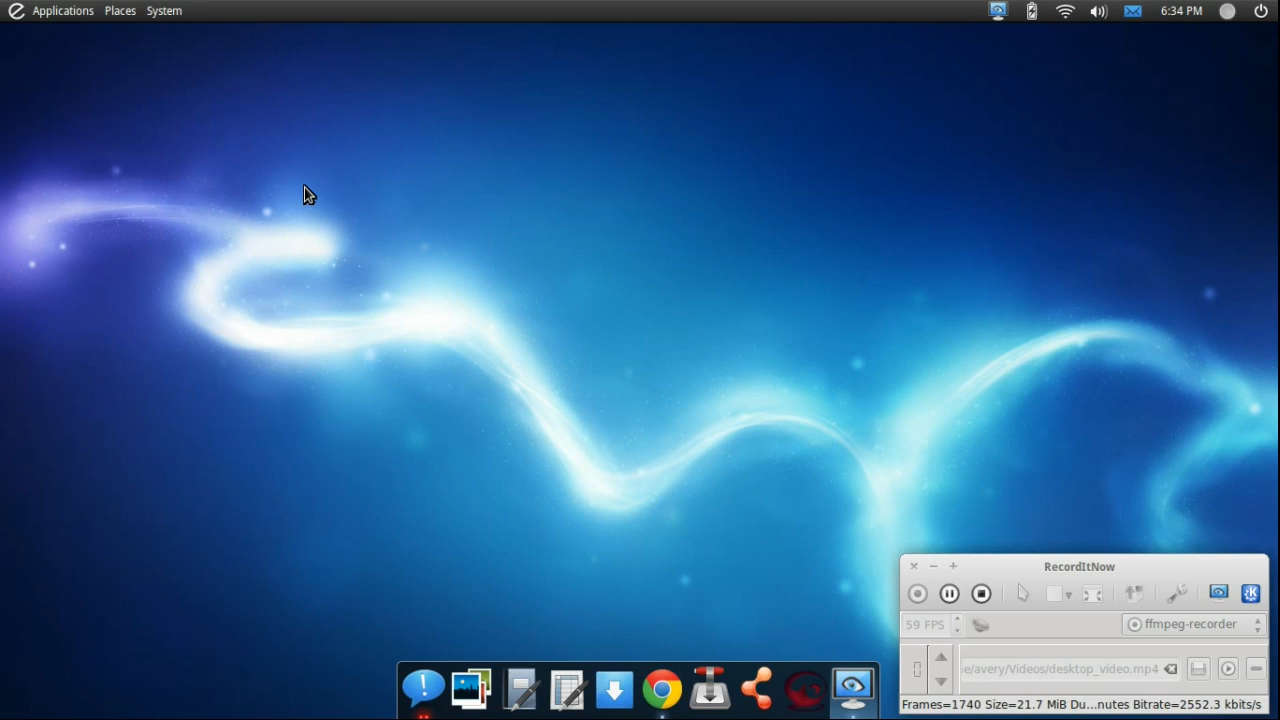 Applications Places System 6:34 PM
RecordItNow
59 FPS ffmpeg-recorder
e/avery/Videos/desktop_video.mp4
Frames=1740 Size=21.7 MiB Du...nutes Bitrate=2552.3 kbits/s